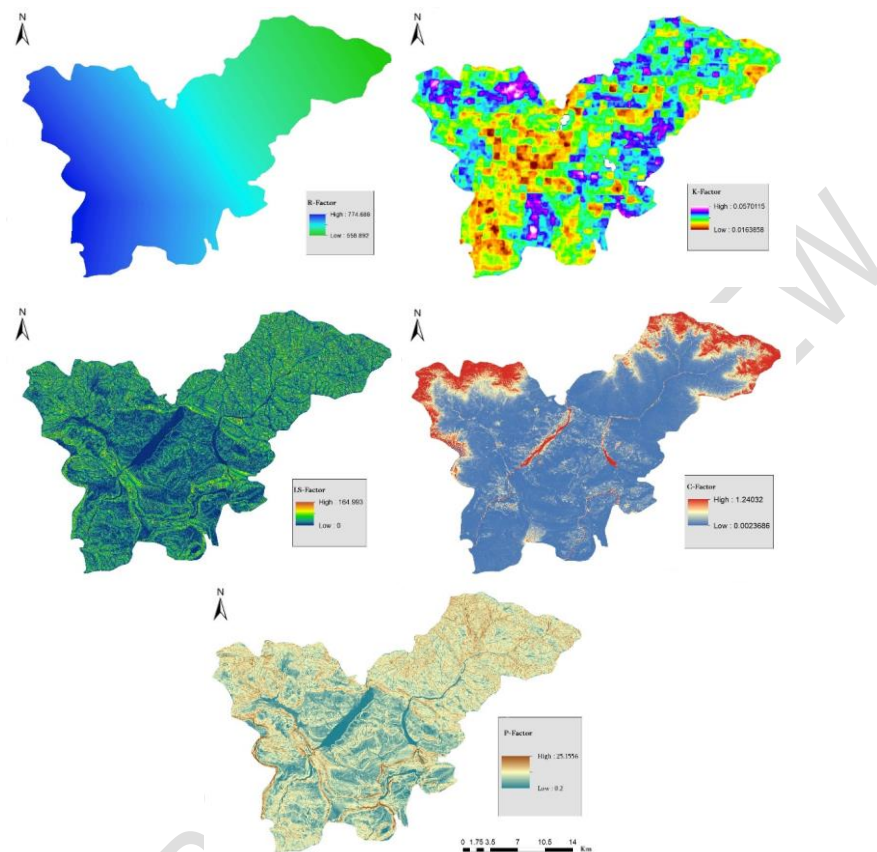 N
N
R-Factor
High : 774.688
Low : 658.892
K-Factor
High : 0.0570115
Low : 0.0163858
N
N
LS-Factor
High : 164.993
Low : 0
C-Factor
High : 1.24032
Low : 0.0023686
N
P-Factor
High : 25.1556
Low : 0.2
0 1.75 3.5 7 10.5 14
Km